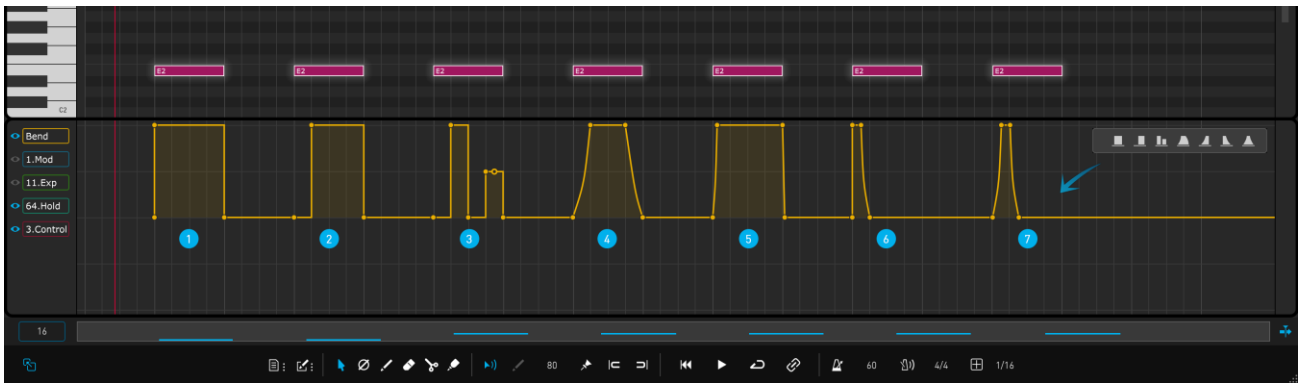 E2 E2 E2 E2 E2 E2 E2
C2
Bend
1.Mod
11.Exp
64.Hold
3.Control
1 2 3 4 5 6 7
16
80 60 4/4 1/16